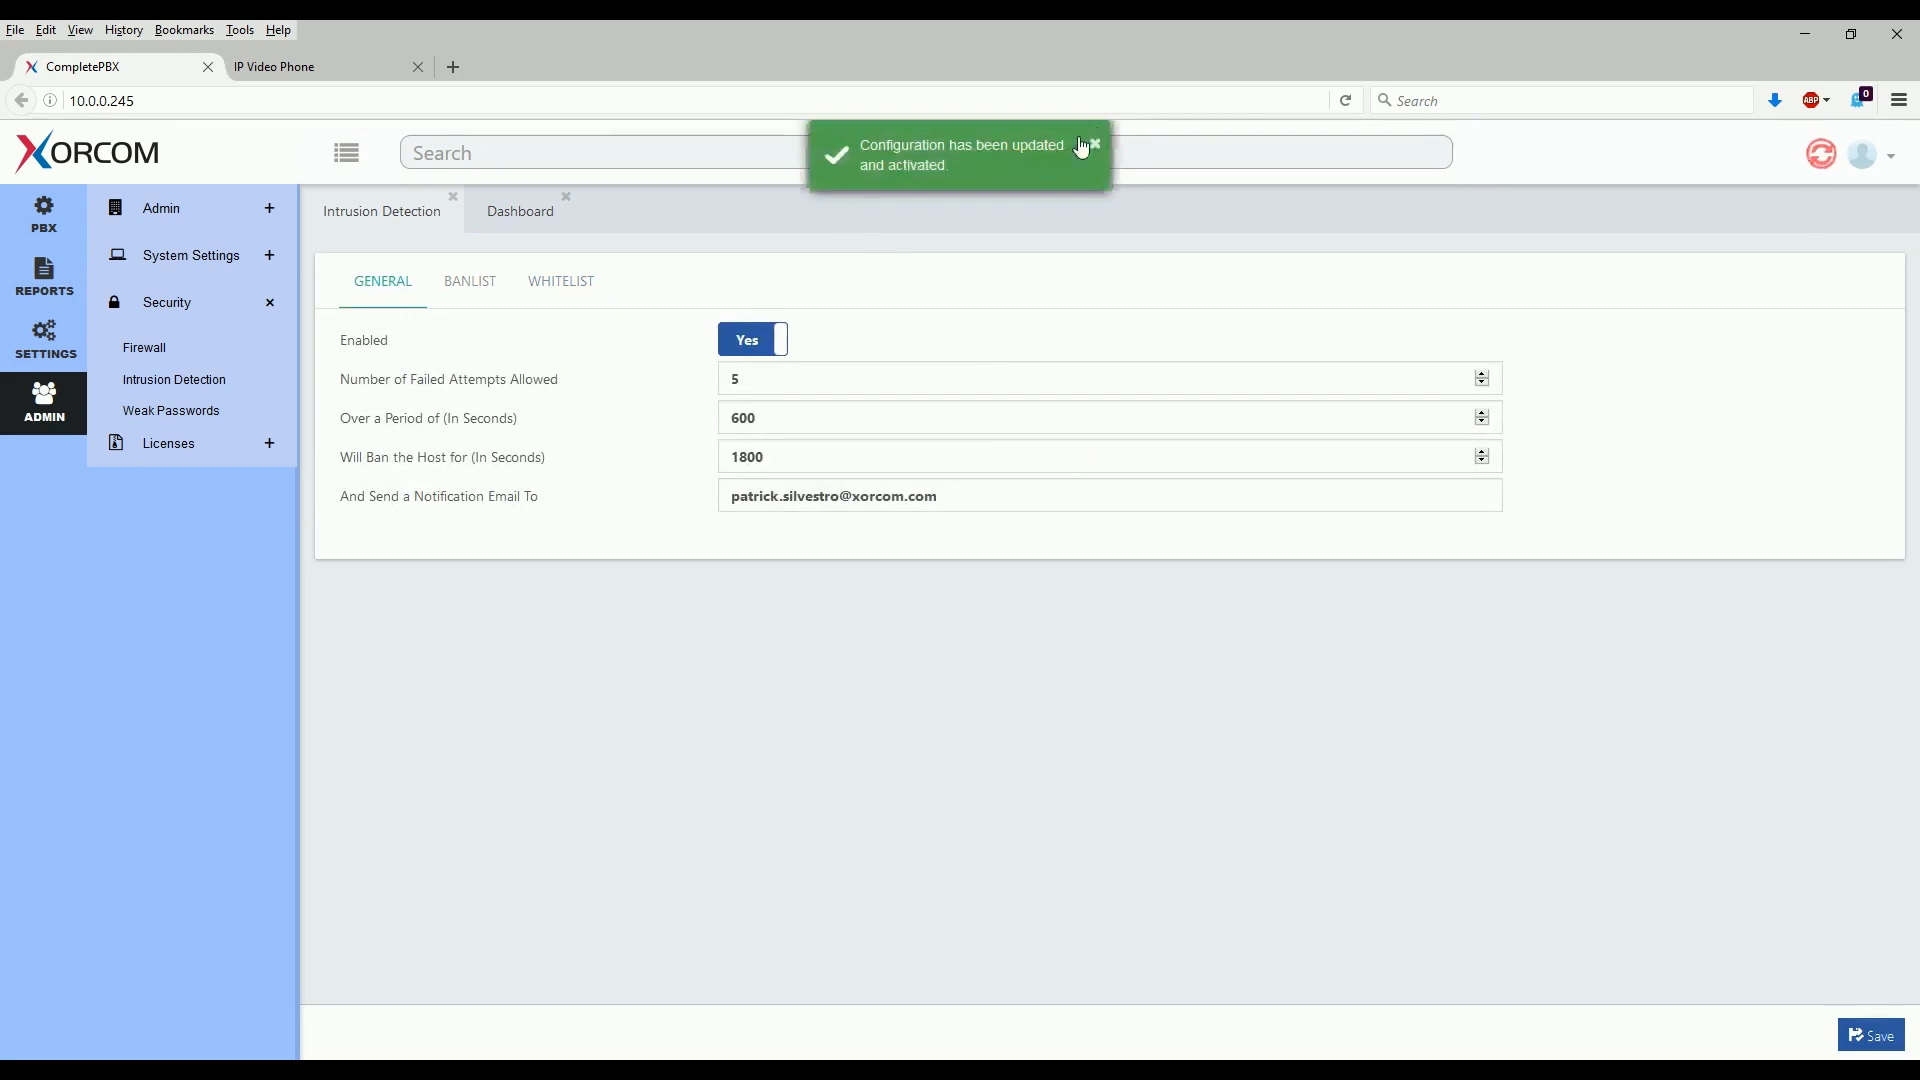 File Edit View History Bookmarks Tools Help
CompletePBX
IP Video Phone
10.0.0.245
Search
ABP
0
XORCOM
Search
Configuration has been updated
and activated.
PBX
REPORTS
SETTINGS
ADMIN
Admin
System Settings
Security
Firewall
Intrusion Detection
Weak Passwords
Licenses
Intrusion Detection
Dashboard
GENERAL
BANLIST
WHITELIST
Enabled Yes
Number of Failed Attempts Allowed 5
Over a Period of (In Seconds) 600
Will Ban the Host for (In Seconds) 1800
And Send a Notification Email To patrick.silvestro@xorcom.com
Save